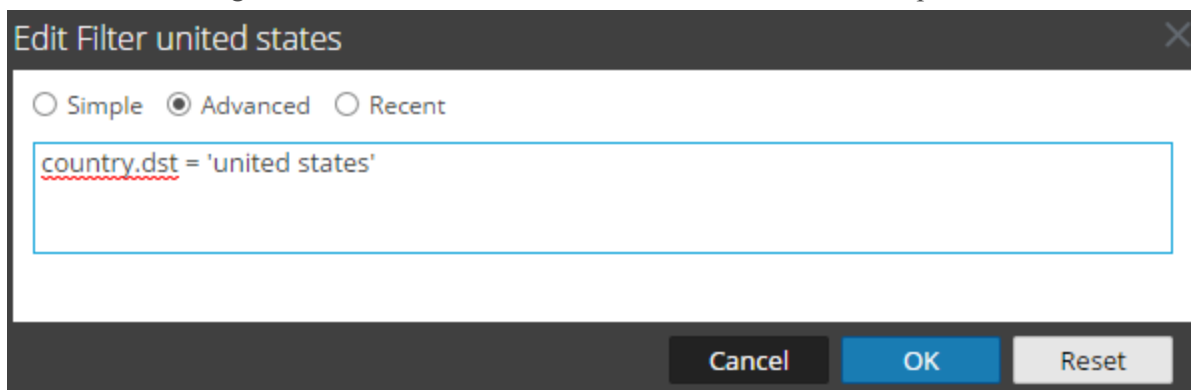 Edit Filter united states
Simple Advanced Recent
country.dst = 'united states'
Cancel OK Reset